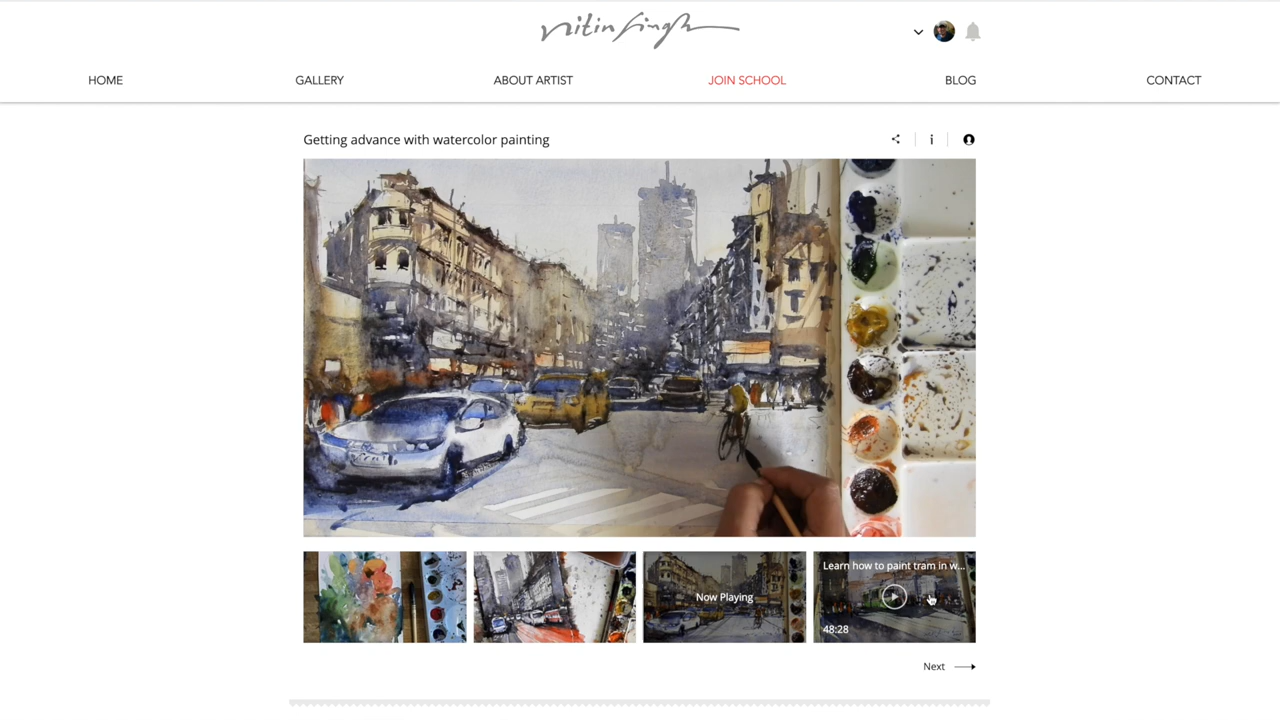 nitin singh
HOME GALLERY ABOUT ARTIST JOIN SCHOOL BLOG CONTACT
Getting advance with watercolor painting
Now Playing
Learn how to paint tram in w...
48:28
Next